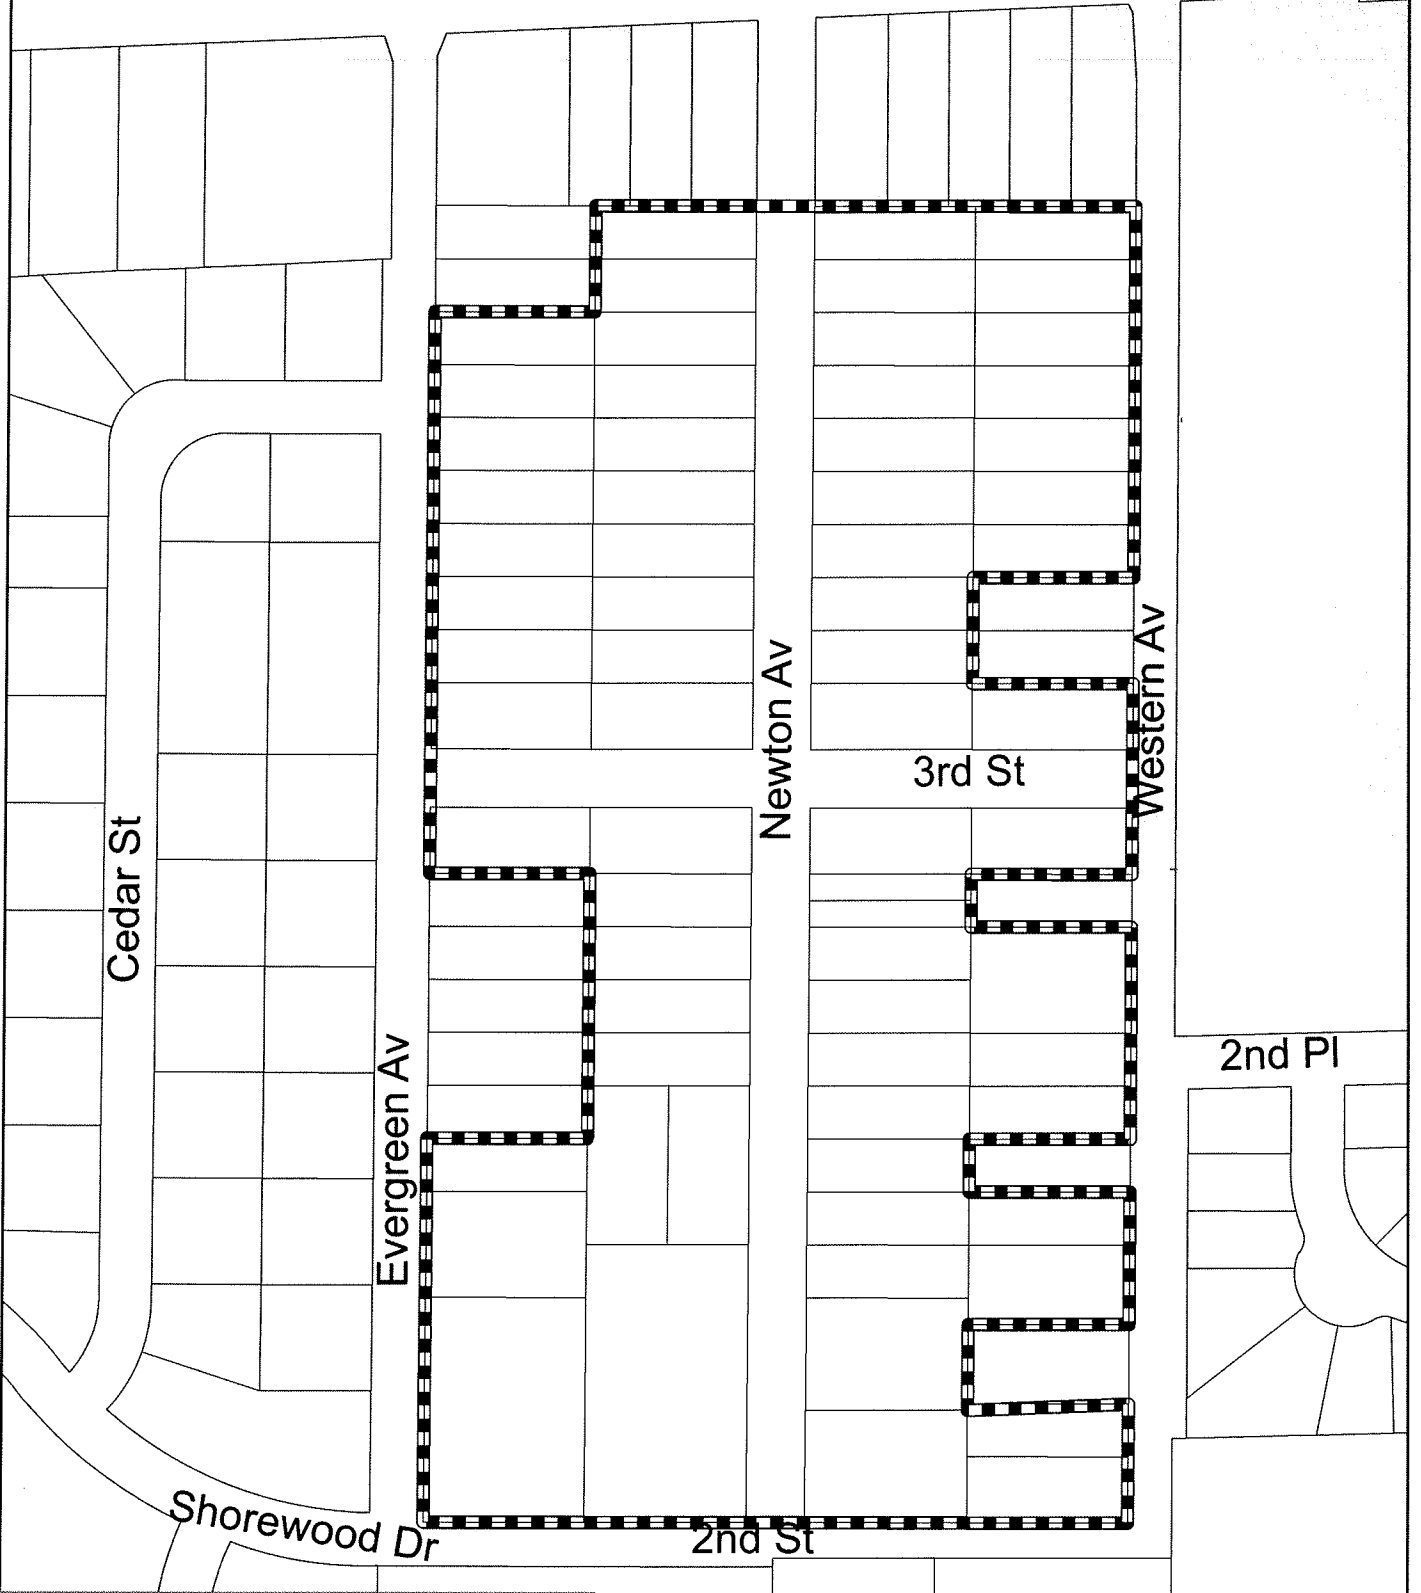 Newton Av
Western Av
3rd St
Cedar St
Evergreen Av
2nd Pl
Shorewood Dr
2nd St